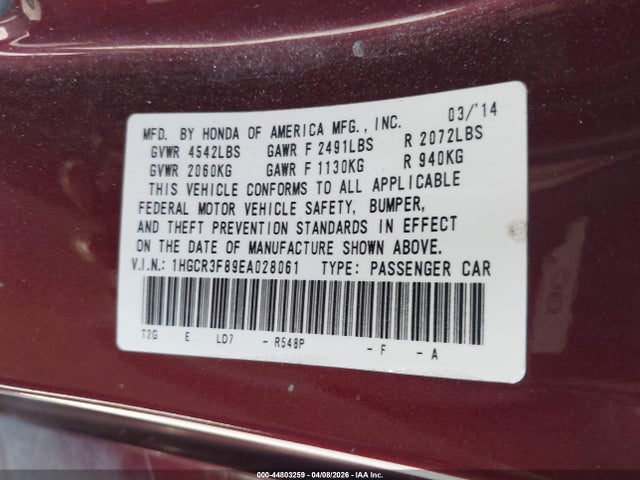 MFD. BY HONDA OF AMERICA MFG., INC. 03/'14
GVWR 4542LBS GAWR F 2491LBS R 2072LBS
GVWR 2060KG GAWR F 1130KG R 940KG
THIS VEHICLE CONFORMS TO ALL APPLICABLE
FEDERAL MOTOR VEHICLE SAFETY, BUMPER,
AND THEFT PREVENTION STANDARDS IN EFFECT
ON THE DATE OF MANUFACTURE SHOWN ABOVE.
V.I.N.: 1HGCR3F89EA028061 TYPE: PASSENGER CAR
T2G E LD7 - R548P - F - A
000-44803259 | 04/08/2026 | IAA Inc.